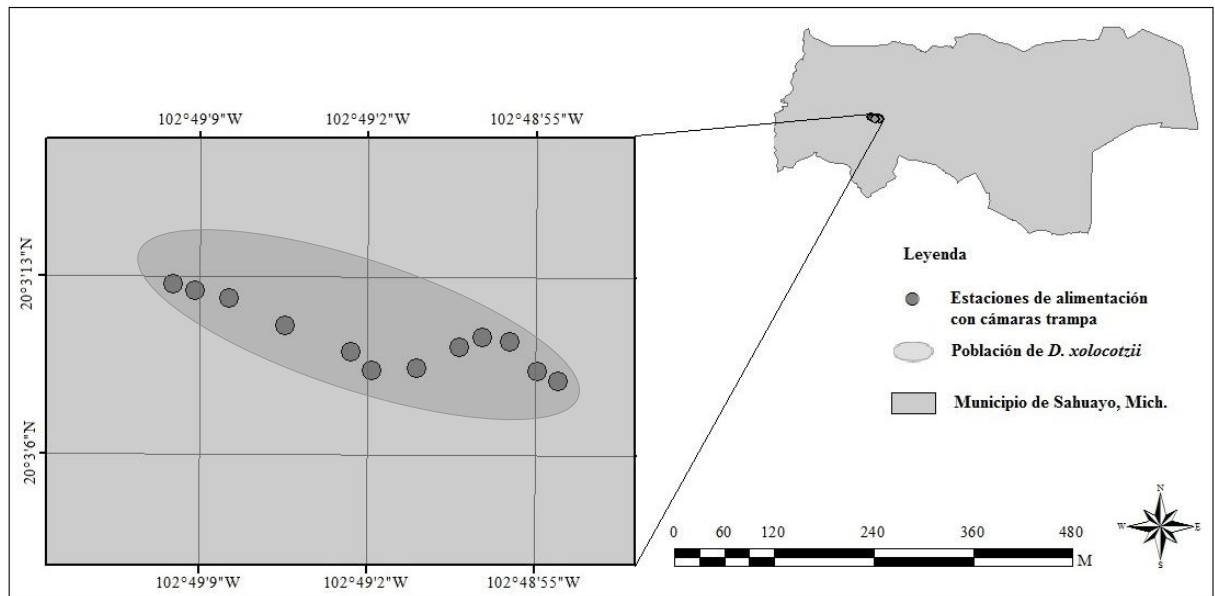 102°49'9"W
102°49'2"W
102°48'55"W
20°3'13"N
20°3'6"N
102°49'9"W
102°49'2"W
102°48'55"W
Leyenda
Estaciones de alimentación
con cámaras trampa
Población de D. xolocotzii
Municipio de Sahuayo, Mich.
N
W
E
S
0 60 120 240 360 480
M